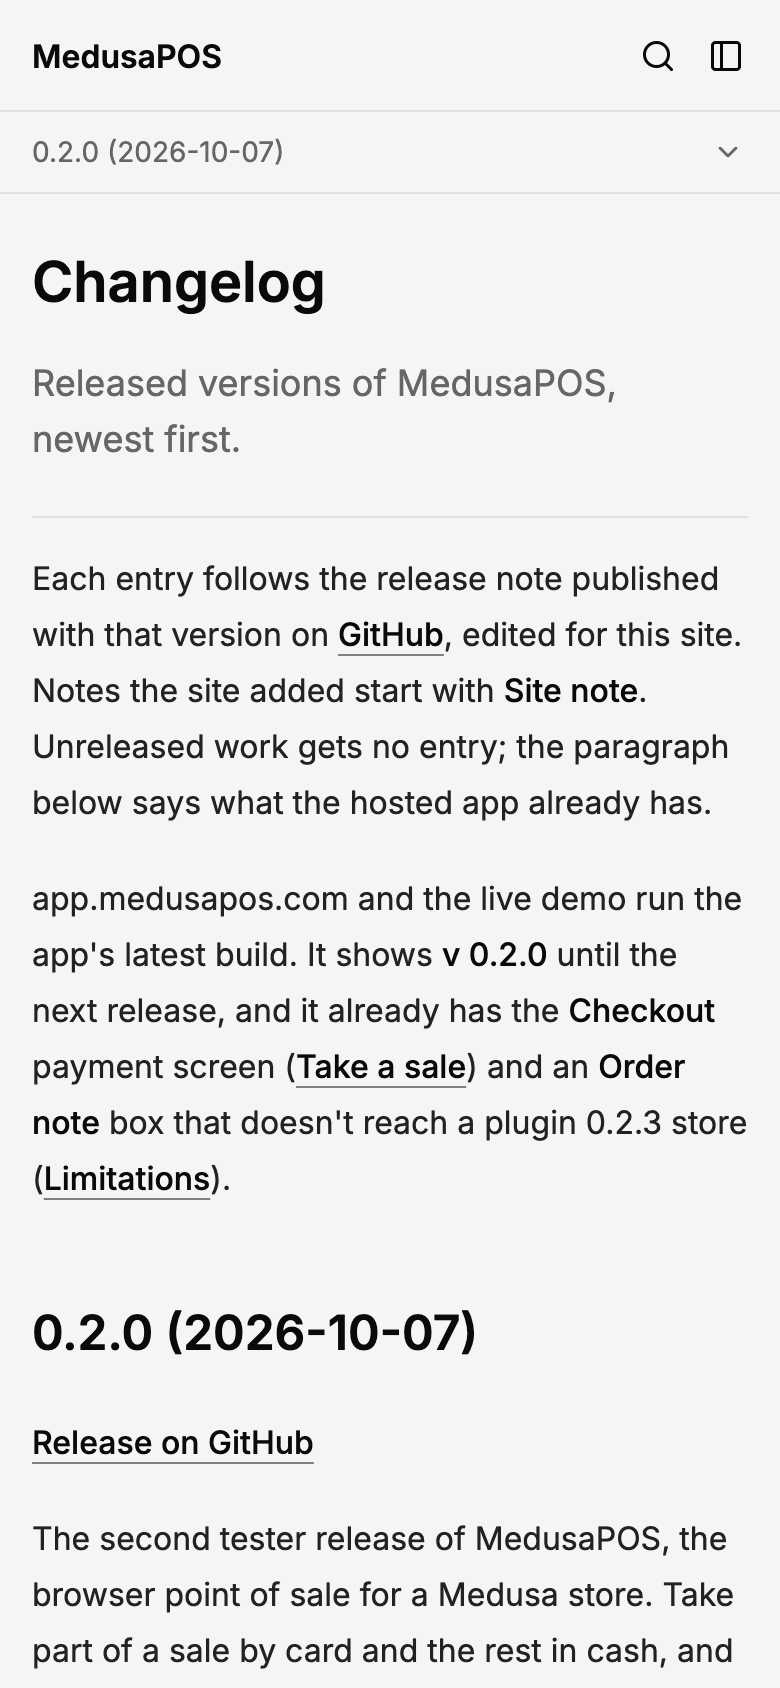 MedusaPOS
0.2.0 (2026-10-07)
Changelog
Released versions of MedusaPOS,
newest first.
Each entry follows the release note published
with that version on GitHub, edited for this site.
Notes the site added start with Site note.
Unreleased work gets no entry; the paragraph
below says what the hosted app already has.
app.medusapos.com and the live demo run the
app's latest build. It shows v 0.2.0 until the
next release, and it already has the Checkout
payment screen (Take a sale) and an Order
note box that doesn't reach a plugin 0.2.3 store
(Limitations).
0.2.0 (2026-10-07)
Release on GitHub
The second tester release of MedusaPOS, the
browser point of sale for a Medusa store. Take
part of a sale by card and the rest in cash, and